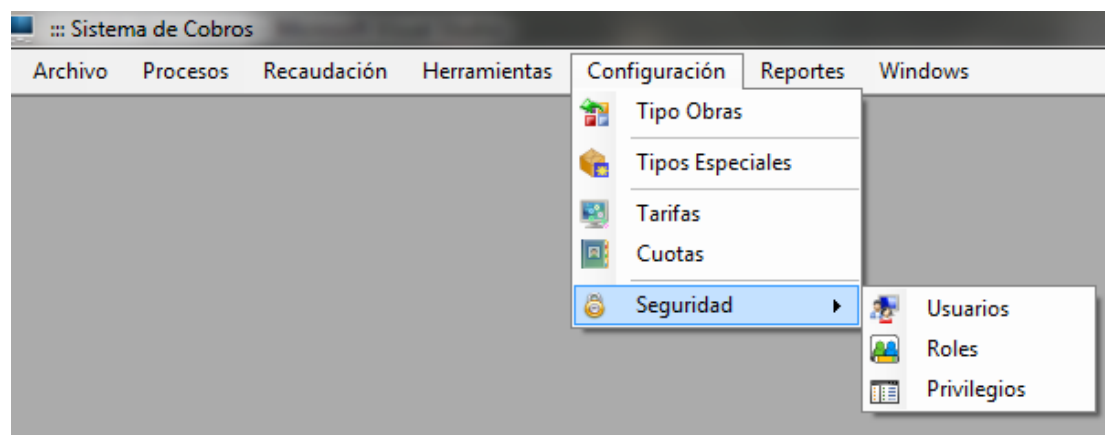 ::: Sistema de Cobros
Archivo Procesos Recaudación Herramientas Configuración Reportes Windows
Tipo Obras
Tipos Especiales
Tarifas
Cuotas
Seguridad
Usuarios
Roles
Privilegios